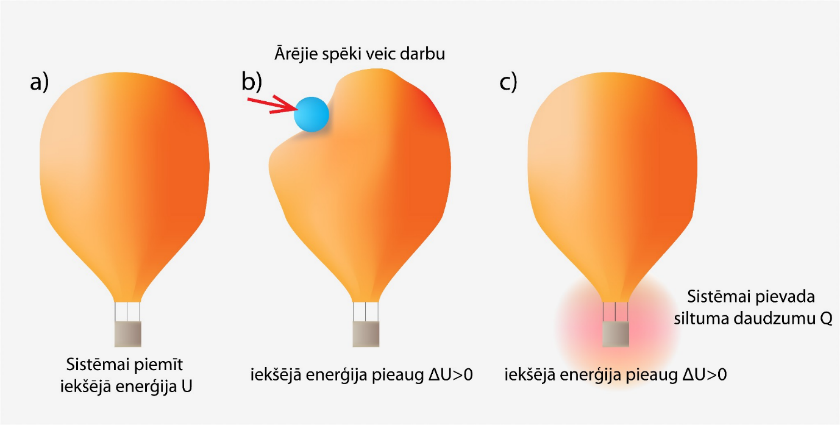 a)
Sistēmai piemīt
iekšējā enerģija U
b)
Ārējie spēki veic darbu
iekšējā enerģija pieaug ΔU>0
c)
Sistēmai pievada
siltuma daudzumu Q
iekšējā enerģija pieaug ΔU>0